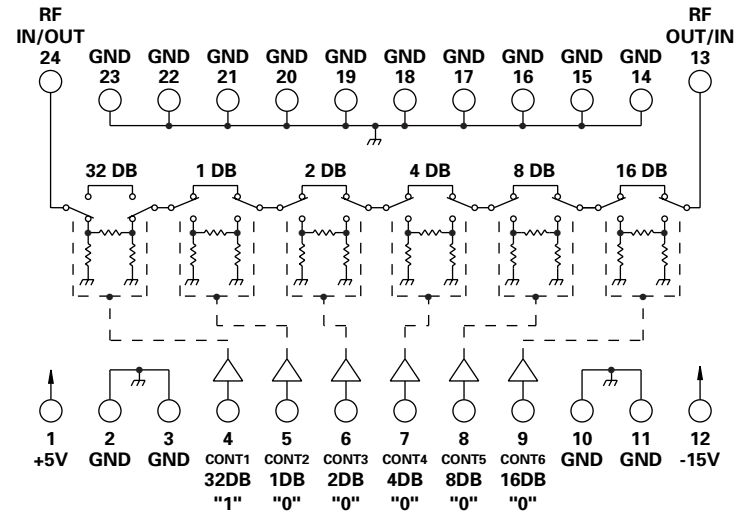 RF
IN/OUT
24
RF
OUT/IN
13
GND GND GND GND GND GND GND GND GND GND
23 22 21 20 19 18 17 16 15 14
32 DB 1 DB 2 DB 4 DB 8 DB 16 DB
1 2 3 4 5 6 7 8 9 10 11 12
+5V GND GND CONT1 CONT2 CONT3 CONT4 CONT5 CONT6 GND GND -15V
32DB 1DB 2DB 4DB 8DB 16DB
"1" "0" "0" "0" "0" "0"